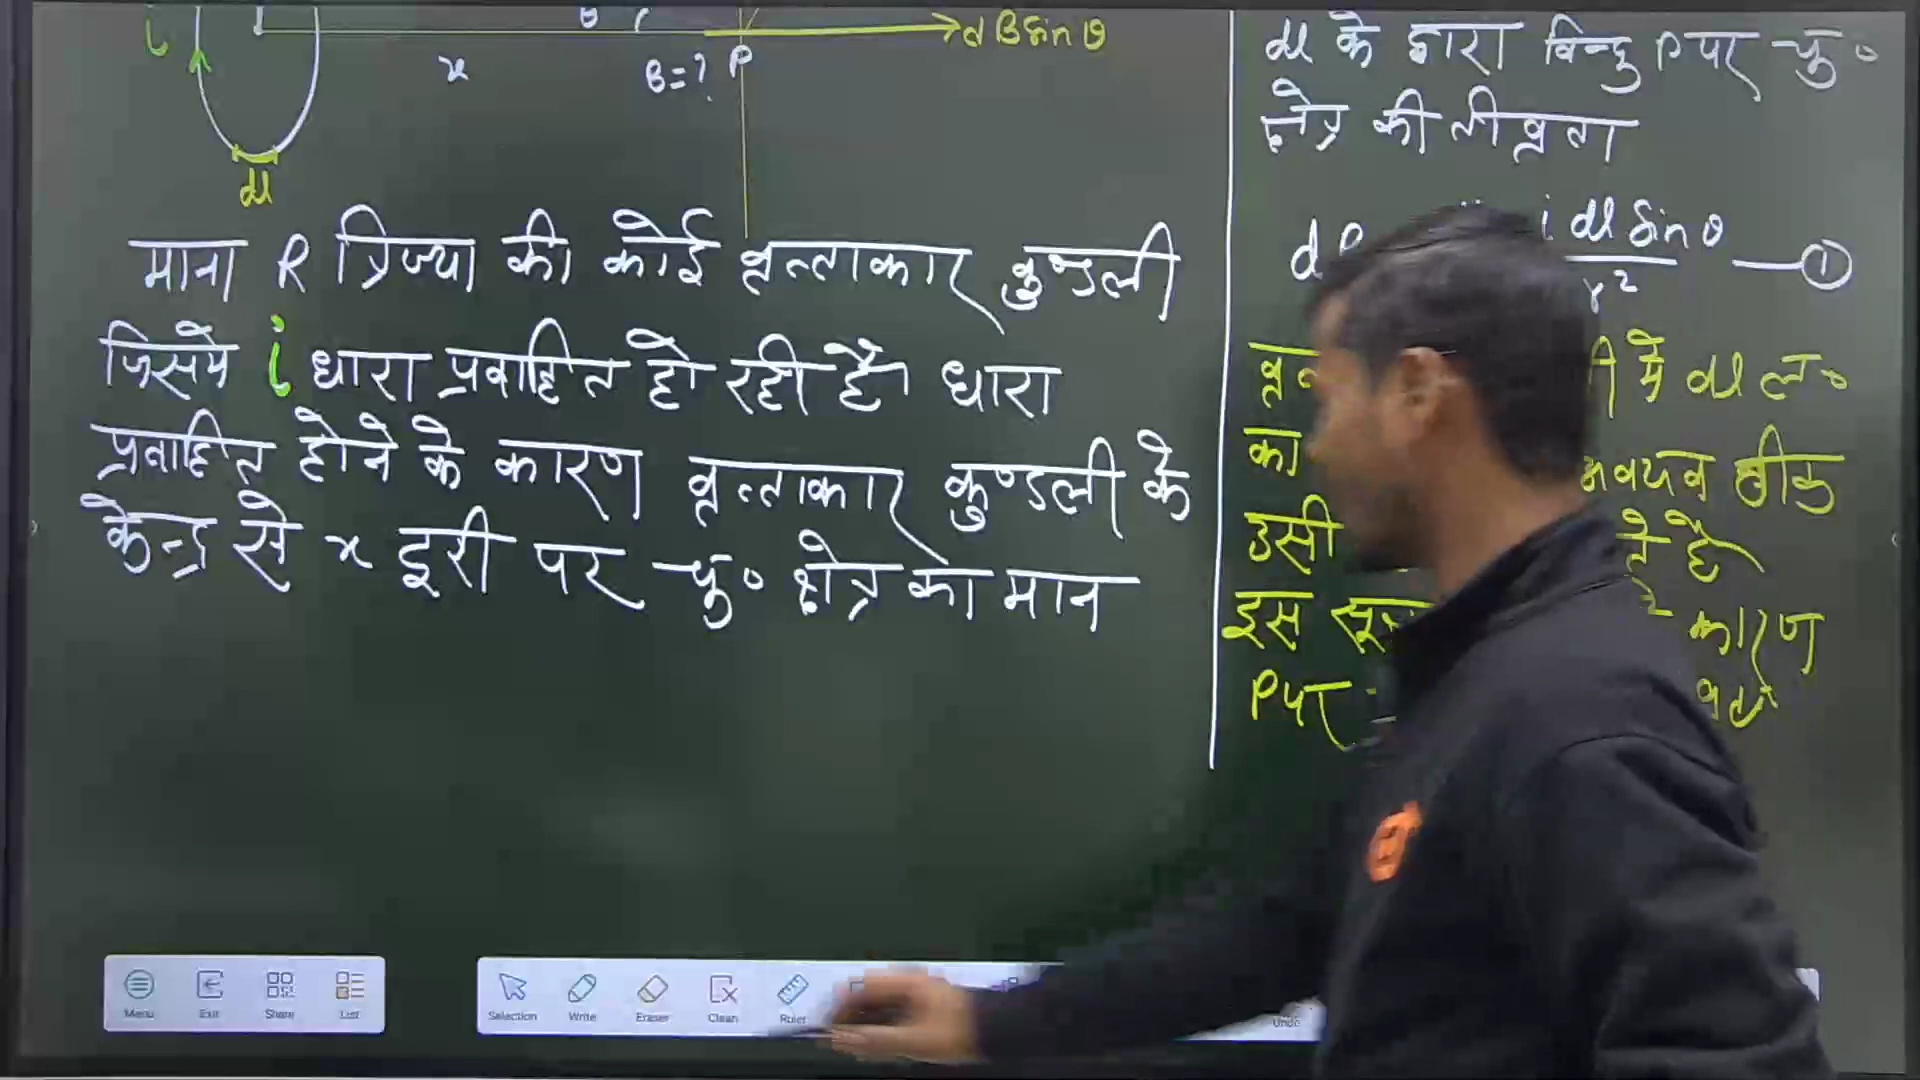 i
θ
→ dB sin θ
x
B = ?
P
dl
माना R त्रिज्या की कोई वृत्ताकार कुण्डली
जिसमे i धारा प्रवाहित हो रही है। धारा
प्रवाहित होने के कारण वृत्ताकार कुण्डली के
केन्द्र से x दूरी पर चु० क्षेत्र का मान
dl के द्वारा बिन्दु P पर चु०
क्षेत्र की तीव्रता
i dl sin θ
r²
— ①
मे dl ल०
का अवयव ठीक
उसी है
इस कारण
P पर
Menu Exit Share List
Selection Write Eraser Clean Ruler Undo